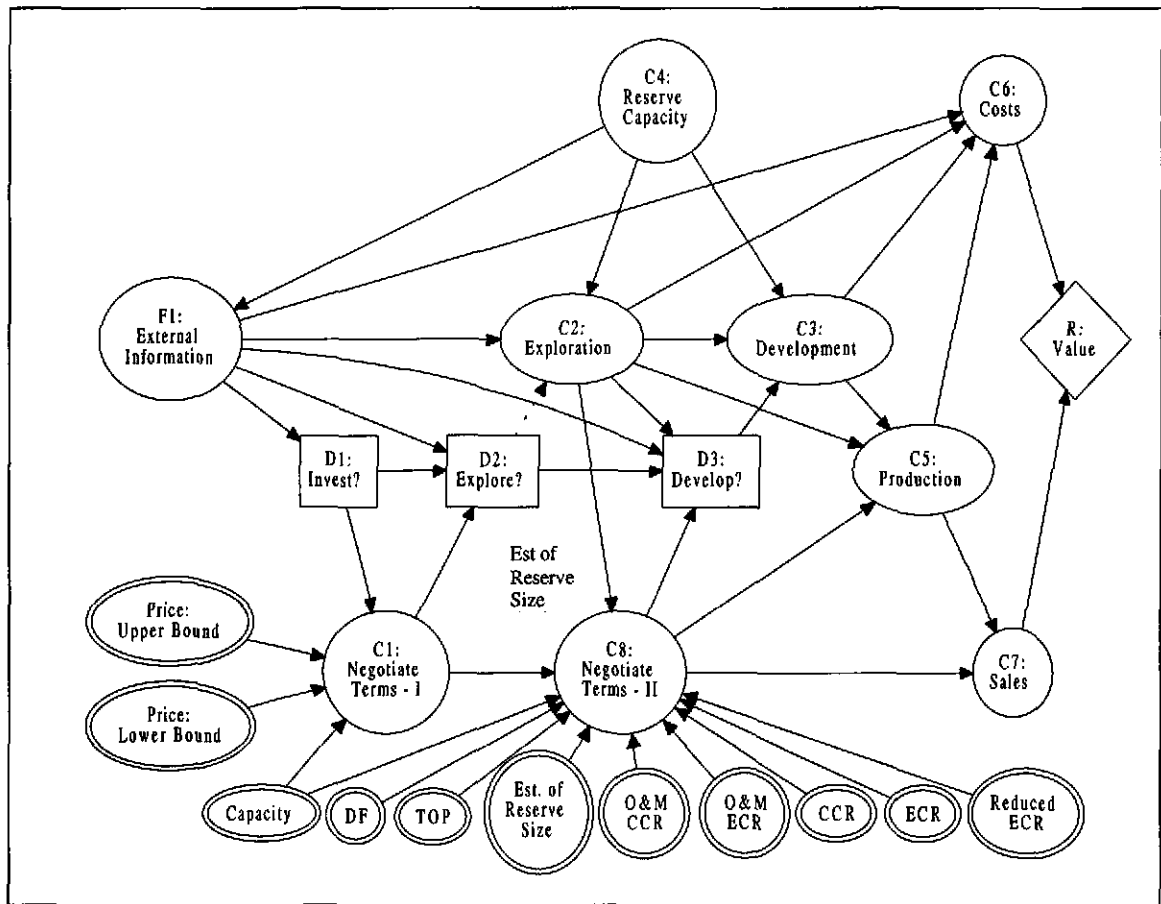 C4:
Reserve
Capacity
C6:
Costs
F1:
External
Information
C2:
Exploration
C3:
Development
R:
Value
D1:
Invest?
D2:
Explore?
D3:
Develop?
C5:
Production
Est of
Reserve
Size
Price:
Upper Bound
C1:
Negotiate
Terms - I
C8:
Negotiate
Terms - II
C7:
Sales
Price:
Lower Bound
Capacity
DF
TOP
Est. of
Reserve
Size
O&M
CCR
O&M
ECR
CCR
ECR
Reduced
ECR